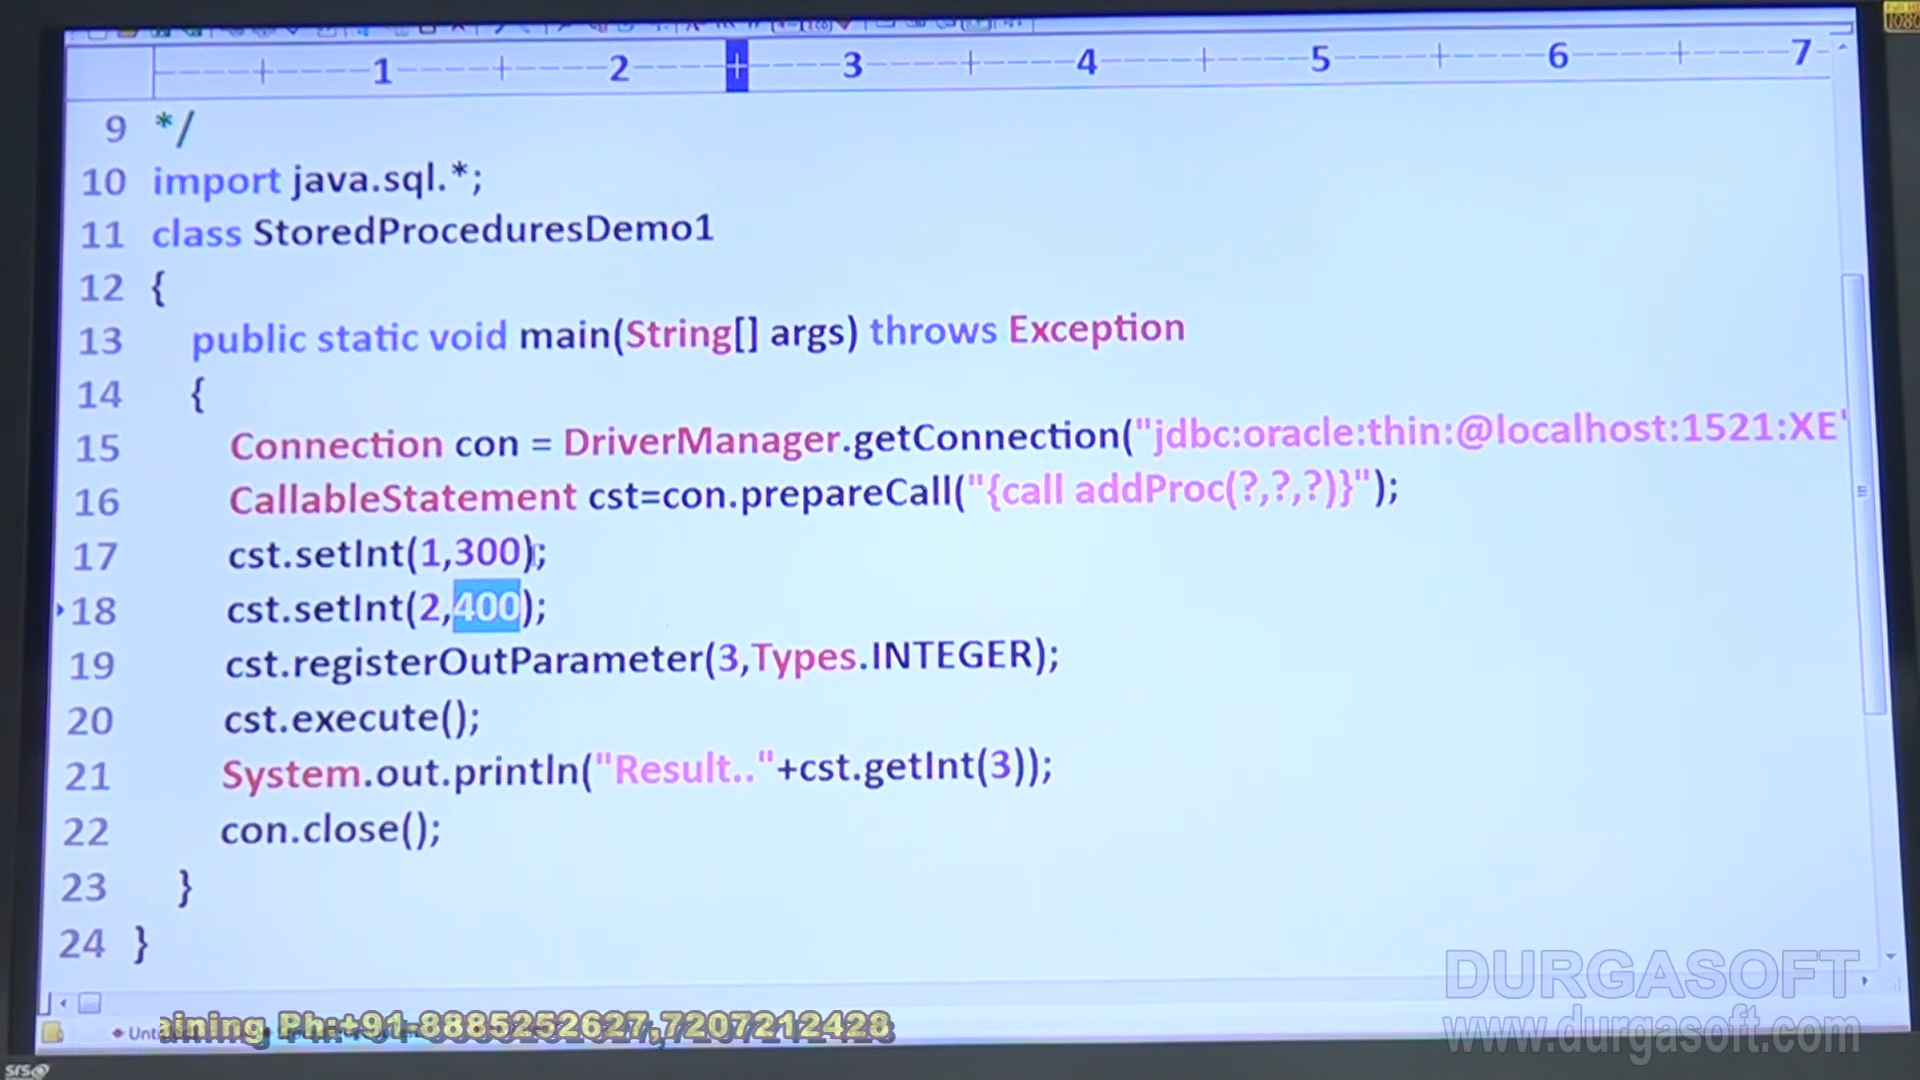 1 2 3 4 5 6 7
9 */
10 import java.sql.*;
11 class StoredProceduresDemo1
12 {
13 public static void main(String[] args) throws Exception
14 {
15 Connection con = DriverManager.getConnection("jdbc:oracle:thin:@localhost:1521:XE"
16 CallableStatement cst=con.prepareCall("{call addProc(?,?,?)}");
17 cst.setInt(1,300);
18 cst.setInt(2,400);
19 cst.registerOutParameter(3,Types.INTEGER);
20 cst.execute();
21 System.out.println("Result.."+cst.getInt(3));
22 con.close();
23 }
24 }
DURGASOFT
www.durgasoft.com
aining Ph:+91-8885252627,7207212428